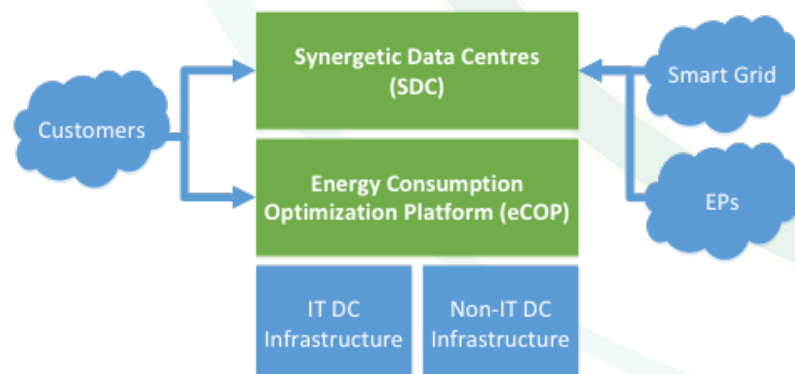 Synergetic Data Centres
(SDC)
Smart Grid
Customers
Energy Consumption
Optimization Platform (eCOP)
EPs
IT DC
Infrastructure
Non-IT DC
Infrastructure